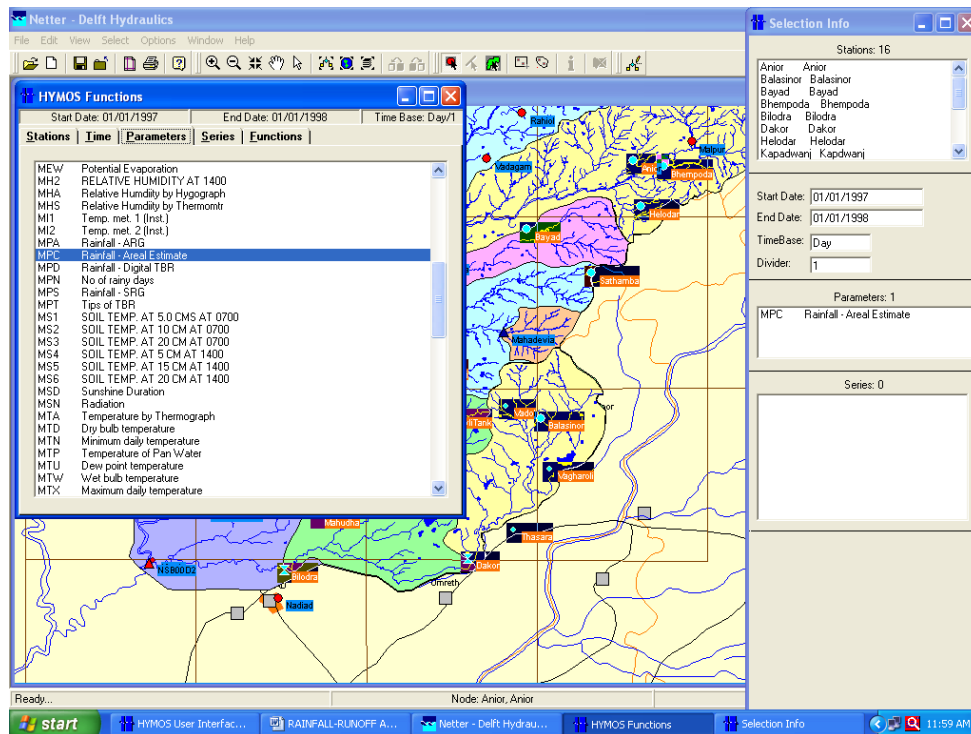 Netter - Delft Hydraulics
File Edit View Select Options Window Help
HYMOS Functions
Start Date: 01/01/1997 End Date: 01/01/1998 Time Base: Day/1
Stations Time Parameters Series Functions
MEW Potential Evaporation
MH2 RELATIVE HUMIDITY AT 1400
MHA Relative Humdity by Hygograph
MHS Relative Humdiity by Thermomtr
MI1 Temp. met. 1 (Inst.)
MI2 Temp. met. 2 (Inst.)
MPA Rainfall - ARG
MPC Rainfall - Areal Estimate
MPD Rainfall - Digital TBR
MPN No of rainy days
MPS Rainfall - SRG
MPT Tips of TBR
MS1 SOIL TEMP. AT 5.0 CMS AT 0700
MS2 SOIL TEMP. AT 10 CM AT 0700
MS3 SOIL TEMP. AT 20 CM AT 0700
MS4 SOIL TEMP. AT 5 CM AT 1400
MS5 SOIL TEMP. AT 15 CM AT 1400
MS6 SOIL TEMP. AT 20 CM AT 1400
MSD Sunshine Duration
MSN Radiation
MTA Temperature by Thermograph
MTD Dry bulb temperature
MTN Minimum daily temperature
MTP Temperature of Pan Water
MTU Dew point temperature
MTW Wet bulb temperature
MTX Maximum daily temperature
Rahiol
Malpur
Vadagam
Anior
Bhempoda
Helodar
Bayad
Sathamba
Mahadevia
Vado
Balasinor
Vagharoli
Mahudha
Thasara
NSB00D2
Bilodra
Dakor
Umreth
Nadiad
Ready...
Node: Anior, Anior
Selection Info
Stations: 16
Anior Anior
Balasinor Balasinor
Bayad Bayad
Bhempoda Bhempoda
Bilodra Bilodra
Dakor Dakor
Helodar Helodar
Kapadwanj Kapadwanj
Start Date: 01/01/1997
End Date: 01/01/1998
TimeBase: Day
Divider: 1
Parameters: 1
MPC Rainfall - Areal Estimate
Series: 0
start
HYMOS User Interfac...
RAINFALL-RUNOFF A...
Netter - Delft Hydrau...
HYMOS Functions
Selection Info
11:59 AM